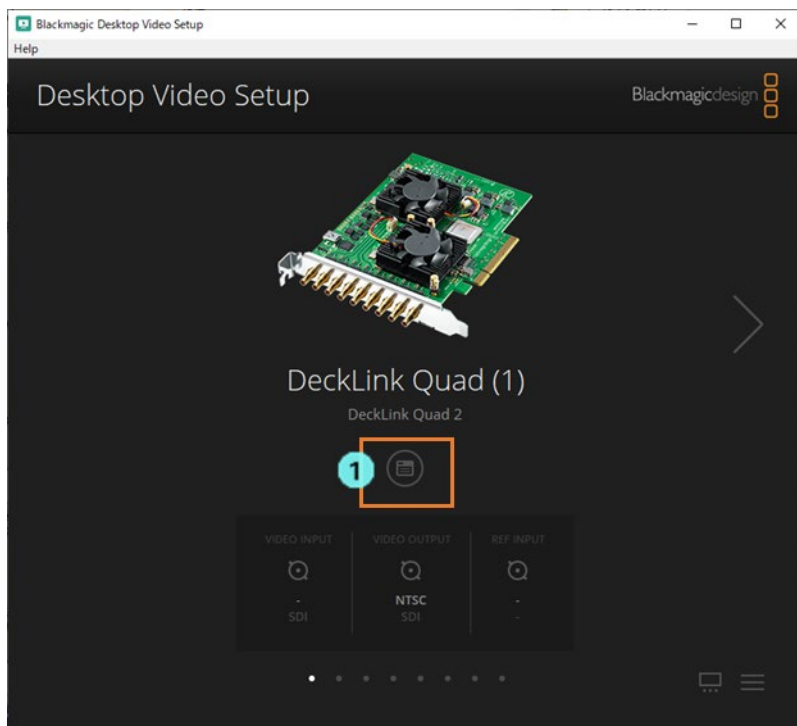 Blackmagic Desktop Video Setup
Help
Desktop Video Setup
Blackmagicdesign
DeckLink Quad (1)
DeckLink Quad 2
1
VIDEO INPUT VIDEO OUTPUT REF INPUT
- NTSC -
SDI SDI -